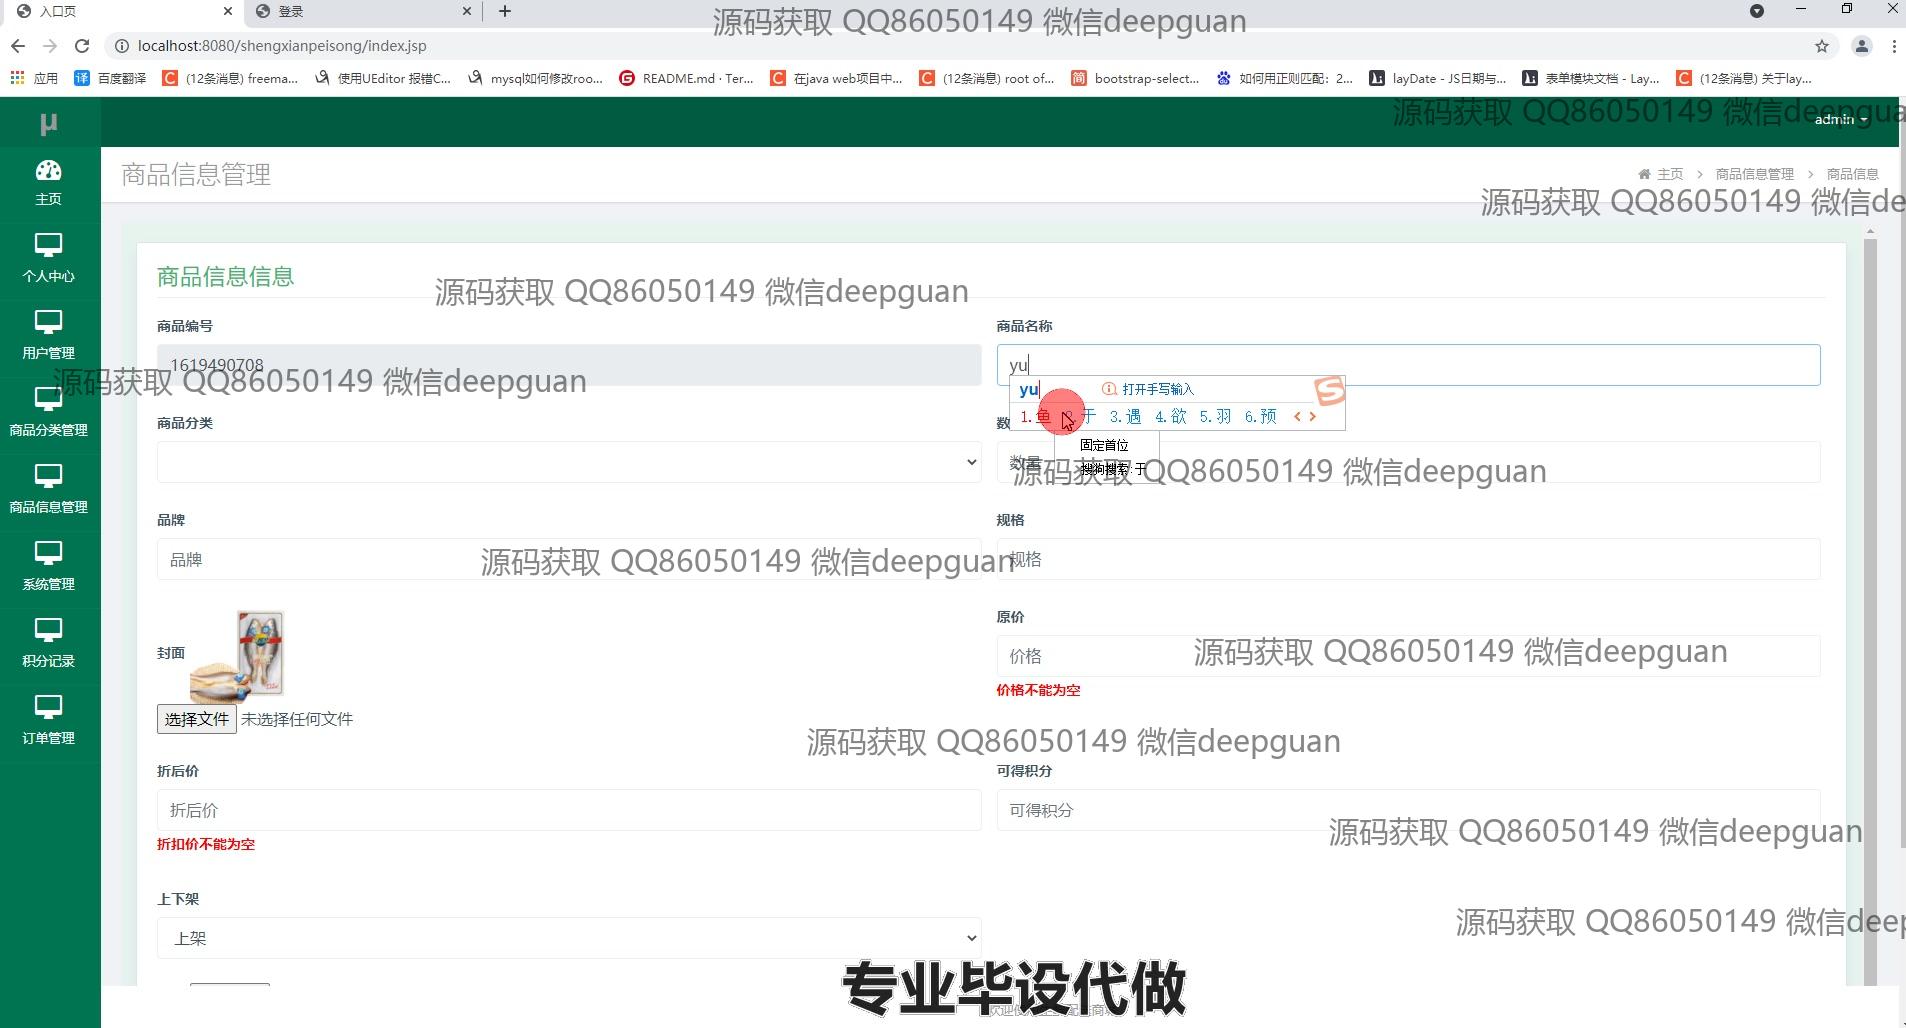 入口页
登录
localhost:8080/shengxianpeisong/index.jsp
应用
百度翻译
(12条消息) freema...
使用UEditor 报错C...
mysql如何修改roo...
README.md · Ter...
在java web项目中...
(12条消息) root of...
bootstrap-select...
如何用正则匹配：2...
layDate - JS日期与...
表单模块文档 - Lay...
(12条消息) 关于lay...
源码获取 QQ86050149 微信deepguan
µ
源码获取 QQ86050149 微信deepgua
admin
主页
商品信息管理
主页 > 商品信息管理 > 商品信息
源码获取 QQ86050149 微信de
个人中心
商品信息信息
源码获取 QQ86050149 微信deepguan
商品编号
商品名称
用户管理
1619490708
yu
源码获取 QQ86050149 微信deepguan
yu
打开手写输入
1.鱼 2.于 3.遇 4.欲 5.羽 6.预
商品分类管理
商品分类
数
固定首位
搜狗搜索:于
数量
源码获取 QQ86050149 微信deepguan
商品信息管理
品牌
规格
品牌
规格
源码获取 QQ86050149 微信deepguan
系统管理
原价
封面
价格
源码获取 QQ86050149 微信deepguan
积分记录
价格不能为空
选择文件 未选择任何文件
订单管理
源码获取 QQ86050149 微信deepguan
折后价
可得积分
折后价
可得积分
源码获取 QQ86050149 微信deepguan
折扣价不能为空
上下架
源码获取 QQ86050149 微信deep
上架
专业毕设代做